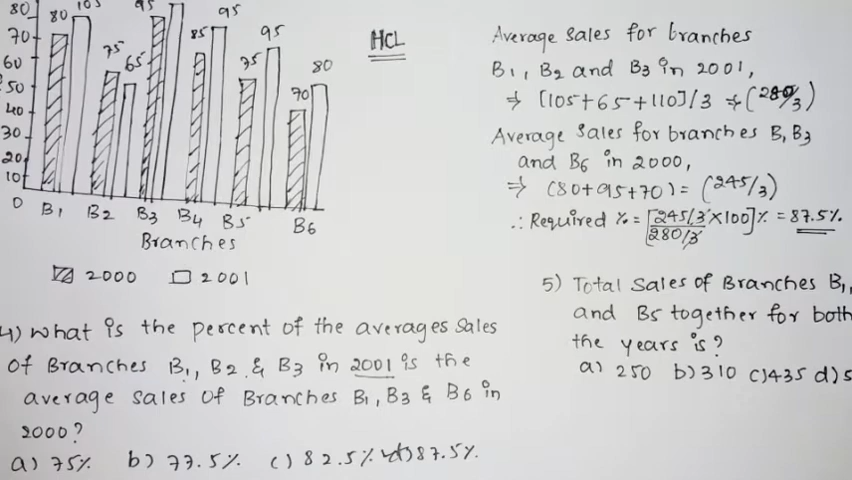 80
70
60
50
40
30
20
10
0
80 105
75 65
95
85 95
75 95
70 80
B1 B2 B3 B4 B5 B6
Branches
2000 2001
HCL
4) What is the percent of the averages sales
of Branches B1, B2 & B3 in 2001 is the
average sales of Branches B1, B3 & B6 in
2000?
a) 75% b) 77.5% c) 82.5% d) 87.5%.
Average sales for branches
B1, B2 and B3 in 2001,
⇒ [105+65+110]/3 ⇒ (280/3)
Average sales for branches B1 B3
and B6 in 2000,
⇒ (80+95+70) = (245/3)
∴ Required % = [245/3 / 280/3 ×100]% = 87.5%
5) Total sales of Branches B1,
and B5 together for both
the years is?
a) 250 b) 310 c) 435 d) 5